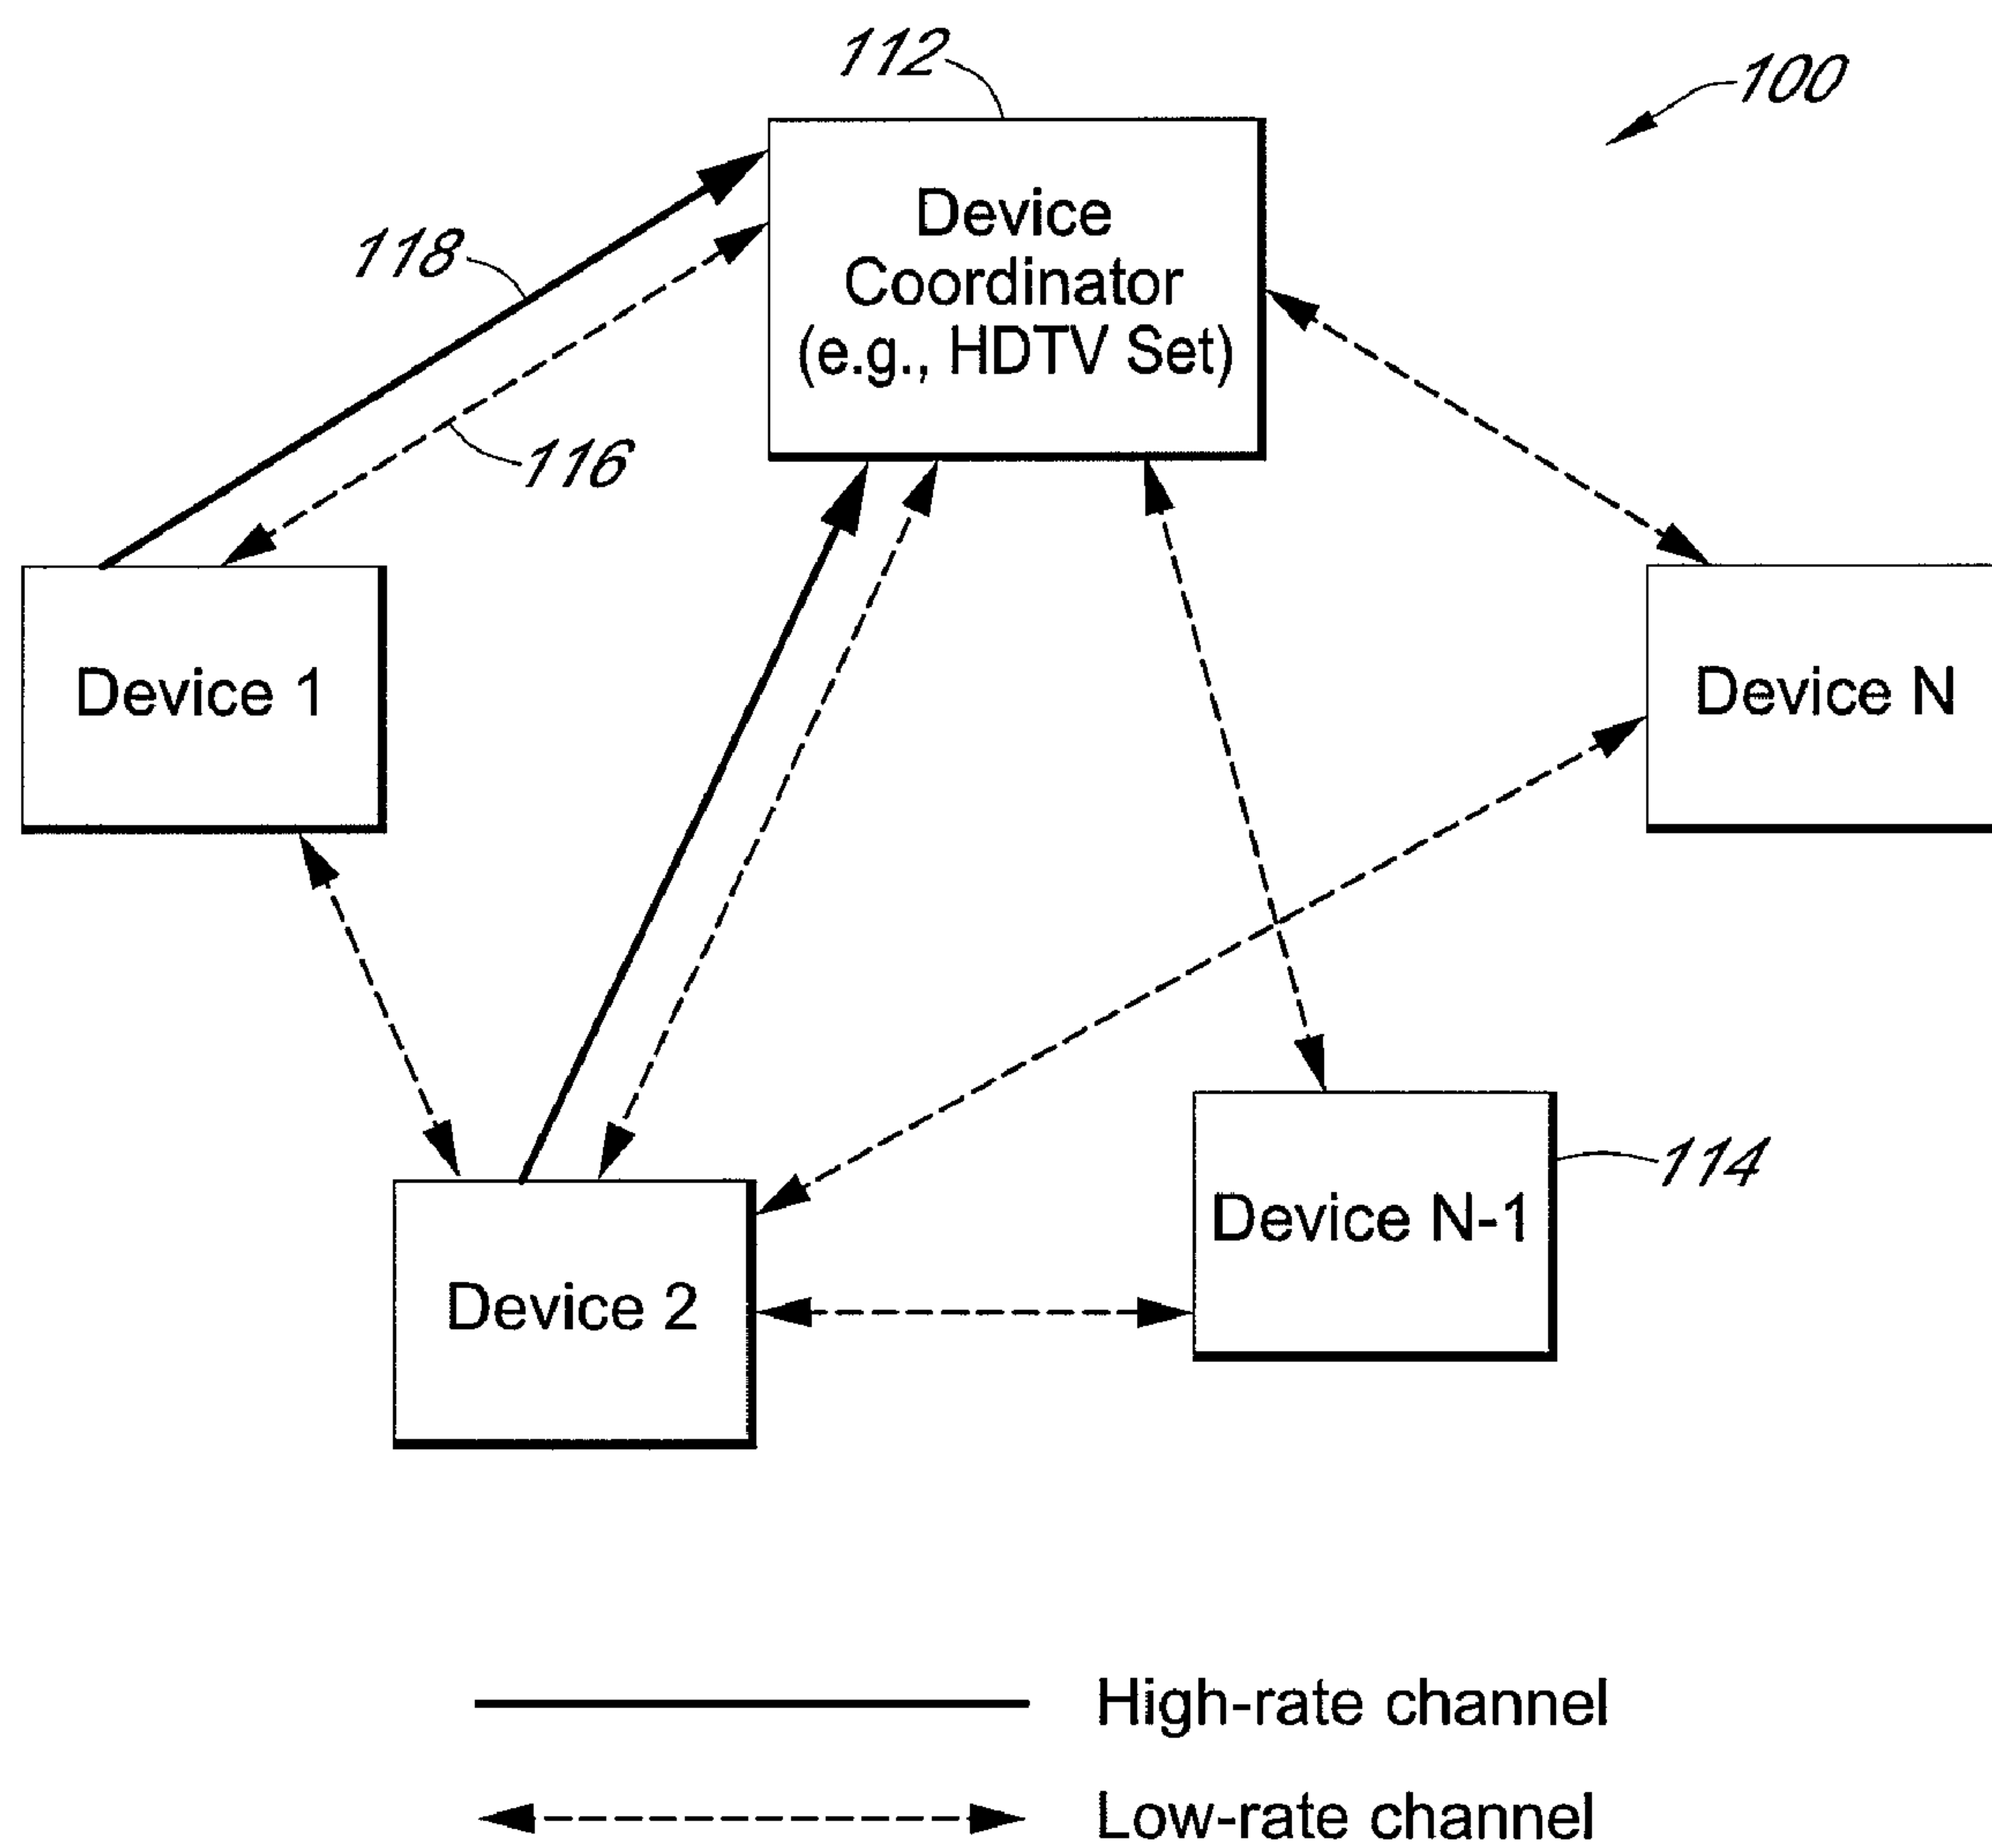 112
100
Device
Coordinator
(e.g., HDTV Set)
118
116
Device 1
Device N
Device N-1
114
Device 2
High-rate channel
Low-rate channel